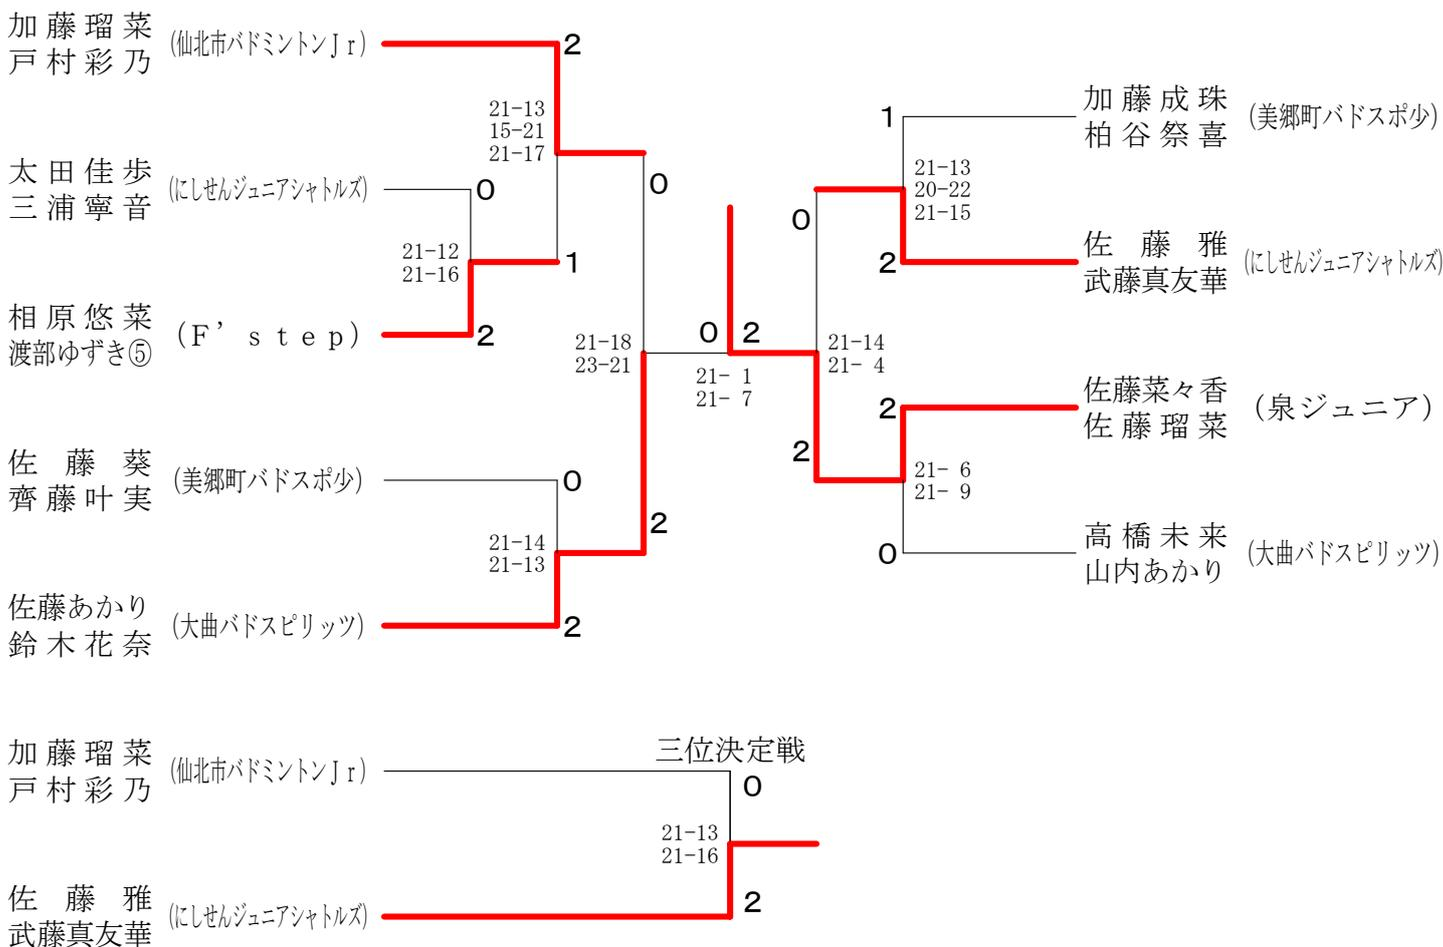 加藤瑠菜
戸村彩乃
(仙北市バドミントンＪｒ)
2
21-13
15-21
21-17
太田佳歩
三浦寧音
(にしせんジュニアシャトルズ)
0
0
21-12
21-16
1
相原悠菜
渡部ゆずき⑤
(Ｆ’ｓｔｅｐ)
2
21-18
23-21
佐藤葵
齊藤叶実
(美郷町バドスポ少)
0
2
21-14
21-13
佐藤あかり
鈴木花奈
(大曲バドスピリッツ)
2
0 2
21- 1
21- 7
1
加藤成珠
柏谷祭喜
(美郷町バドスポ少)
21-13
20-22
21-15
0
2
佐藤雅
武藤真友華
(にしせんジュニアシャトルズ)
21-14
21- 4
2
佐藤菜々香
佐藤瑠菜
(泉ジュニア)
2
21- 6
21- 9
0
高橋未来
山内あかり
(大曲バドスピリッツ)
三位決定戦
加藤瑠菜
戸村彩乃
(仙北市バドミントンＪｒ)
0
21-13
21-16
佐藤雅
武藤真友華
(にしせんジュニアシャトルズ)
2